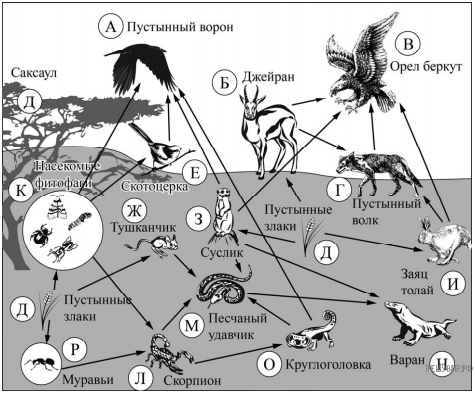 А Пустынный ворон
В
Орел беркут
Саксаул
Д
Б Джейран
Насекомые
фитофаги
К
Е
Скотоцерка
Г
Пустынный
волк
Ж
Тушканчик
З
Суслик
Пустынные
злаки
Д
Заяц
толай
И
Д
Пустынные
злаки
М
Песчаный
удавчик
Р
Муравьи
Л Скорпион
О Круглоголовка
Варан Н